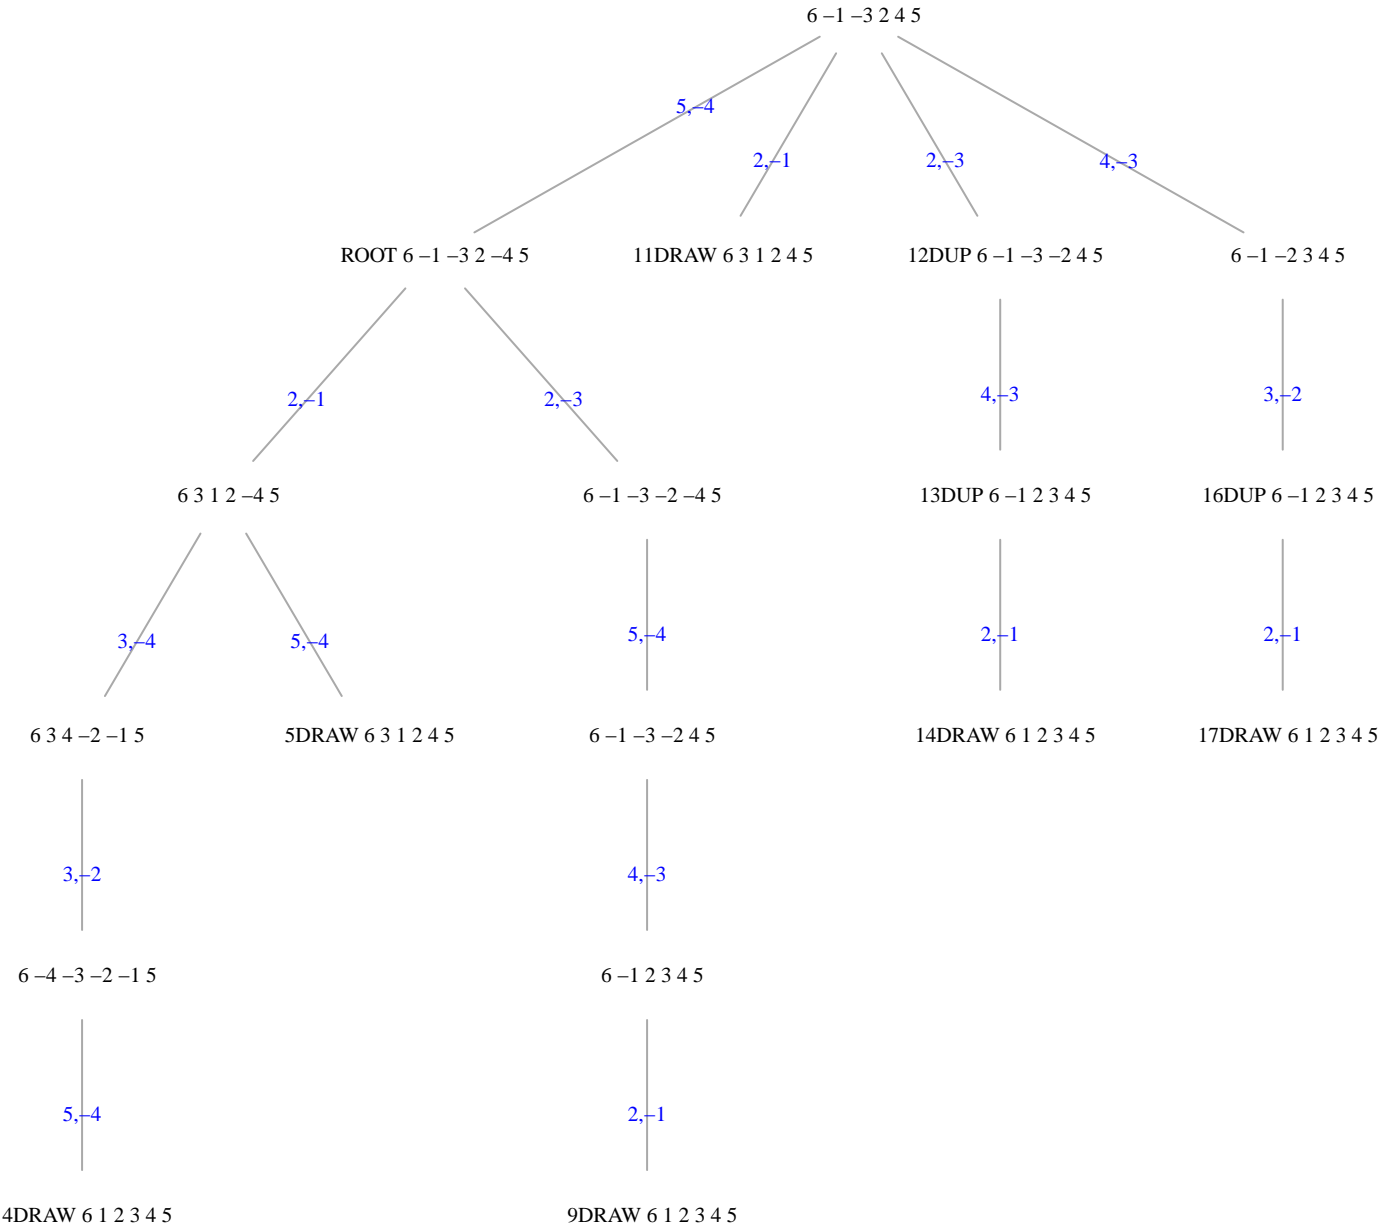 6 –1 –3 2 4 5
5,–4
2,–1
2,–3
4,–3
ROOT 6 –1 –3 2 –4 5
11DRAW 6 3 1 2 4 5
12DUP 6 –1 –3 –2 4 5
6 –1 –2 3 4 5
2,–1
2,–3
4,–3
3,–2
6 3 1 2 –4 5
6 –1 –3 –2 –4 5
13DUP 6 –1 2 3 4 5
16DUP 6 –1 2 3 4 5
3,–4
5,–4
5,–4
2,–1
2,–1
6 3 4 –2 –1 5
5DRAW 6 3 1 2 4 5
6 –1 –3 –2 4 5
14DRAW 6 1 2 3 4 5
17DRAW 6 1 2 3 4 5
3,–2
4,–3
6 –4 –3 –2 –1 5
6 –1 2 3 4 5
5,–4
2,–1
4DRAW 6 1 2 3 4 5
9DRAW 6 1 2 3 4 5